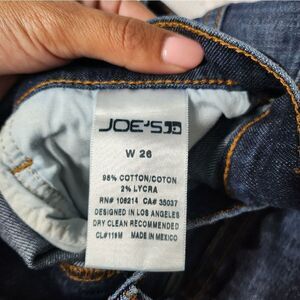 JOE'S
W 26
98% COTTON/COTON
2% LYCRA
RN# 106214 CA# 35037
DESIGNED IN LOS ANGELES
DRY CLEAN RECOMMENDED
CL#119M MADE IN MEXICO